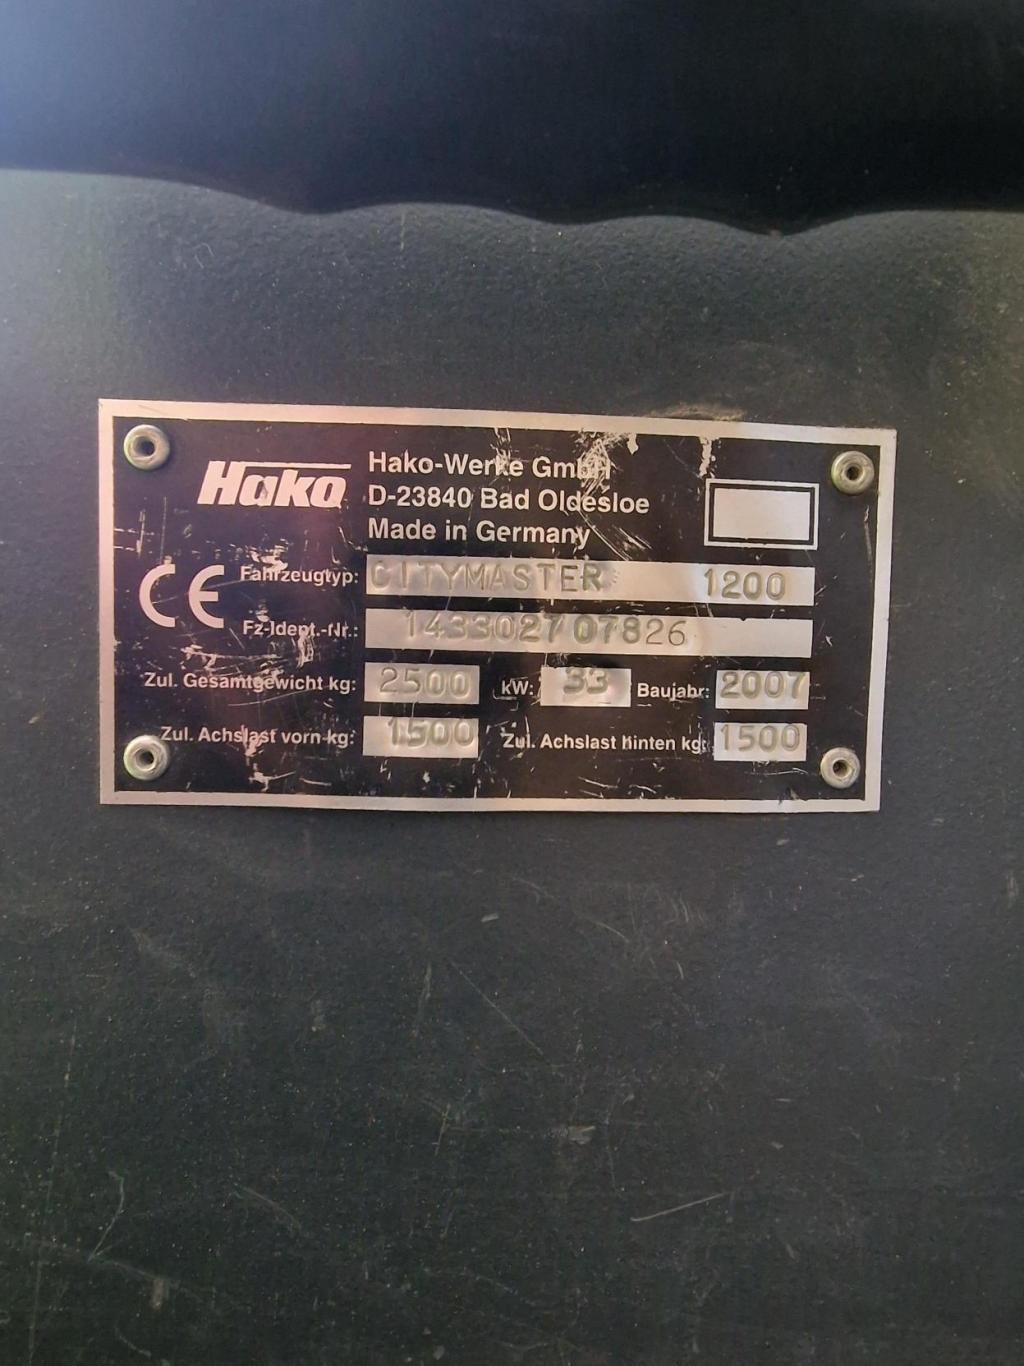 Hako
Hako-Werke GmbH
D-23840 Bad Oldesloe
Made in Germany
CE
Fahrzeugtyp: CITYMASTER 1200
Fz-Ident.-Nr.: 143302707826
Zul. Gesamtgewicht kg: 2500 kW: 33 Baujahr: 2007
Zul. Achslast vorn kg: 1500 Zul. Achslast hinten kg: 1500